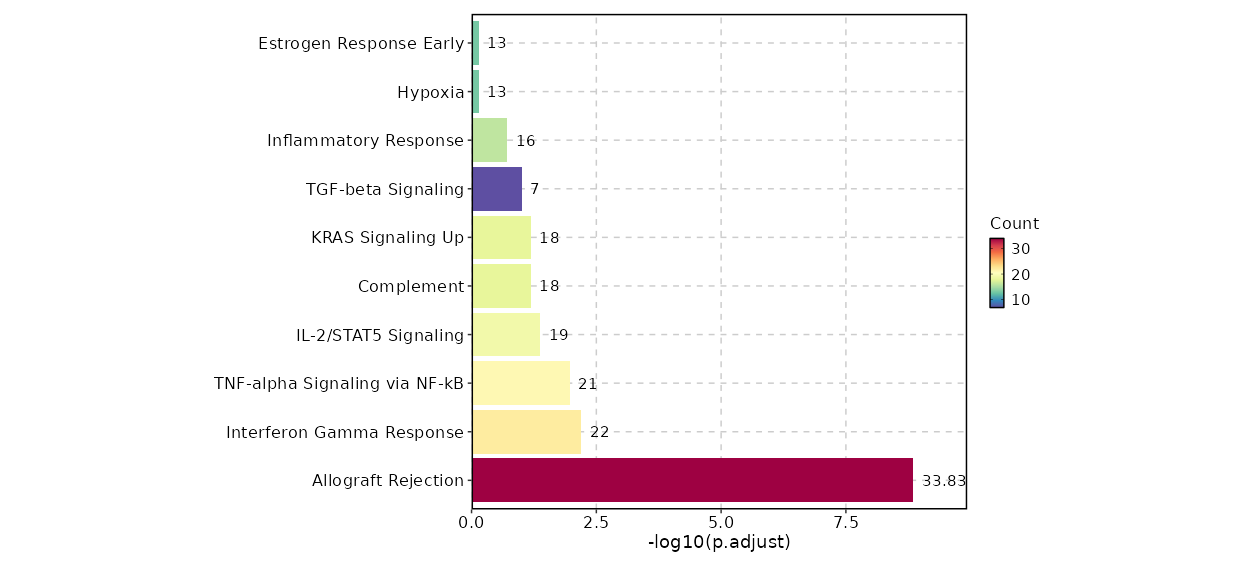 Estrogen Response Early 13
Hypoxia 13
Inflammatory Response 16
TGF-beta Signaling 7
KRAS Signaling Up 18
Complement 18
IL-2/STAT5 Signaling 19
TNF-alpha Signaling via NF-kB 21
Interferon Gamma Response 22
Allograft Rejection 33.83
0.0 2.5 5.0 7.5
-log10(p.adjust)
Count
30
20
10